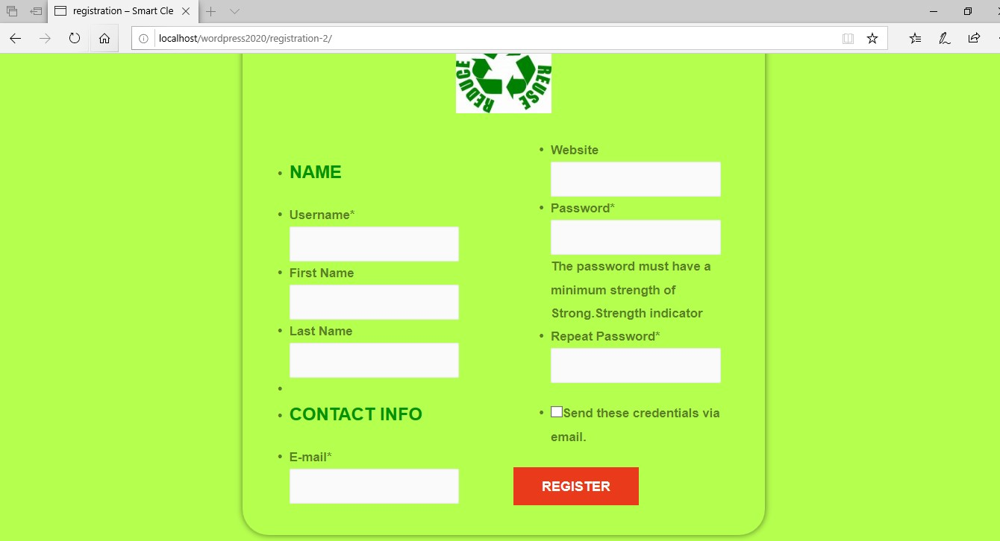 registration – Smart Cle
localhost/wordpress2020/registration-2/
REDUCE
REUSE
NAME
Username*
First Name
Last Name
CONTACT INFO
E-mail*
Website
Password*
The password must have a
minimum strength of
Strong.Strength indicator
Repeat Password*
Send these credentials via
email.
REGISTER